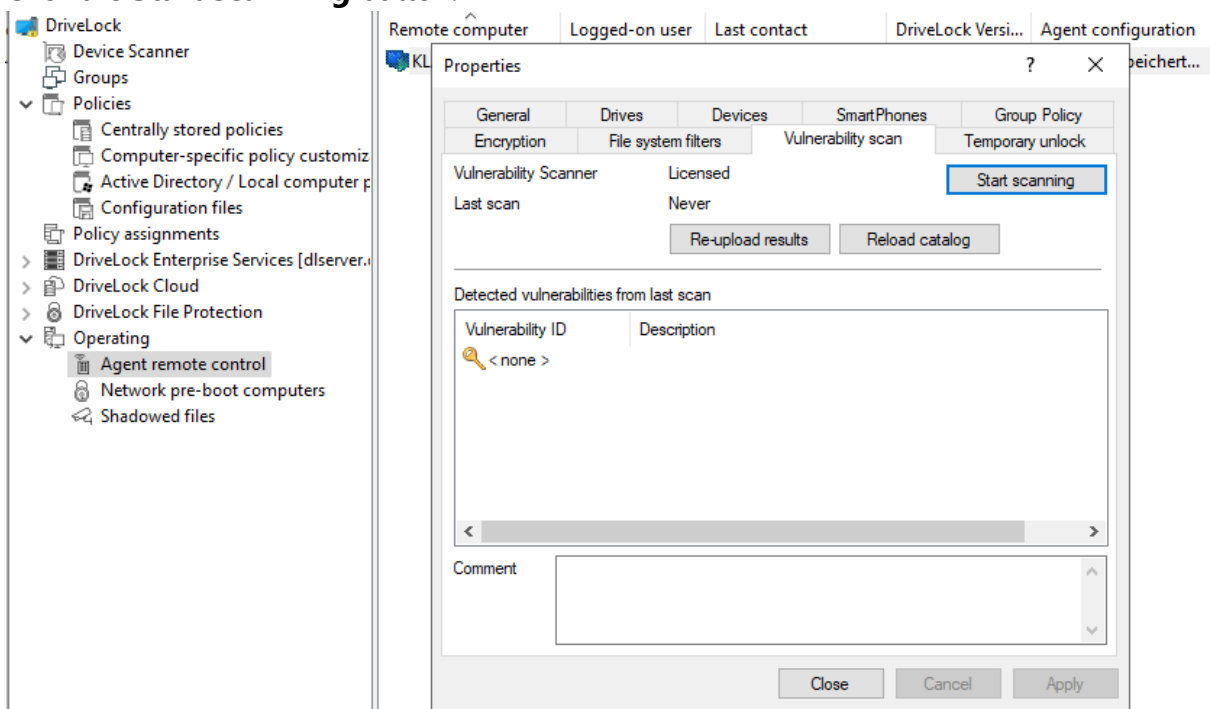 DriveLock
Device Scanner
Groups
Policies
Centrally stored policies
Computer-specific policy customiz
Active Directory / Local computer p
Configuration files
Policy assignments
DriveLock Enterprise Services [dlserver.
DriveLock Cloud
DriveLock File Protection
Operating
Agent remote control
Network pre-boot computers
Shadowed files
Remote computer Logged-on user Last contact DriveLock Versi... Agent configuration
KL
peichert...
Properties ?
General Drives Devices SmartPhones Group Policy
Encryption File system filters Vulnerability scan Temporary unlock
Vulnerability Scanner Licensed Start scanning
Last scan Never
Re-upload results Reload catalog
Detected vulnerabilities from last scan
Vulnerability ID Description
< none >
Comment
Close Cancel Apply